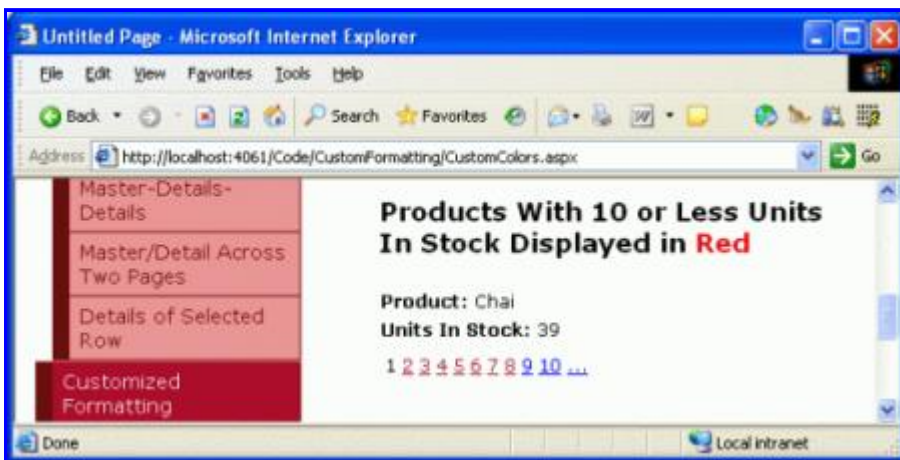 Untitled Page - Microsoft Internet Explorer
File Edit View Favorites Tools Help
Back Search Favorites
Address http://localhost:4061/Code/CustomFormatting/CustomColors.aspx Go
Master-Details-
Details
Master/Detail Across
Two Pages
Details of Selected
Row
Customized
Formatting
Products With 10 or Less Units
In Stock Displayed in Red
Product: Chai
Units In Stock: 39
1 2 3 4 5 6 7 8 9 10 ...
Done Local intranet